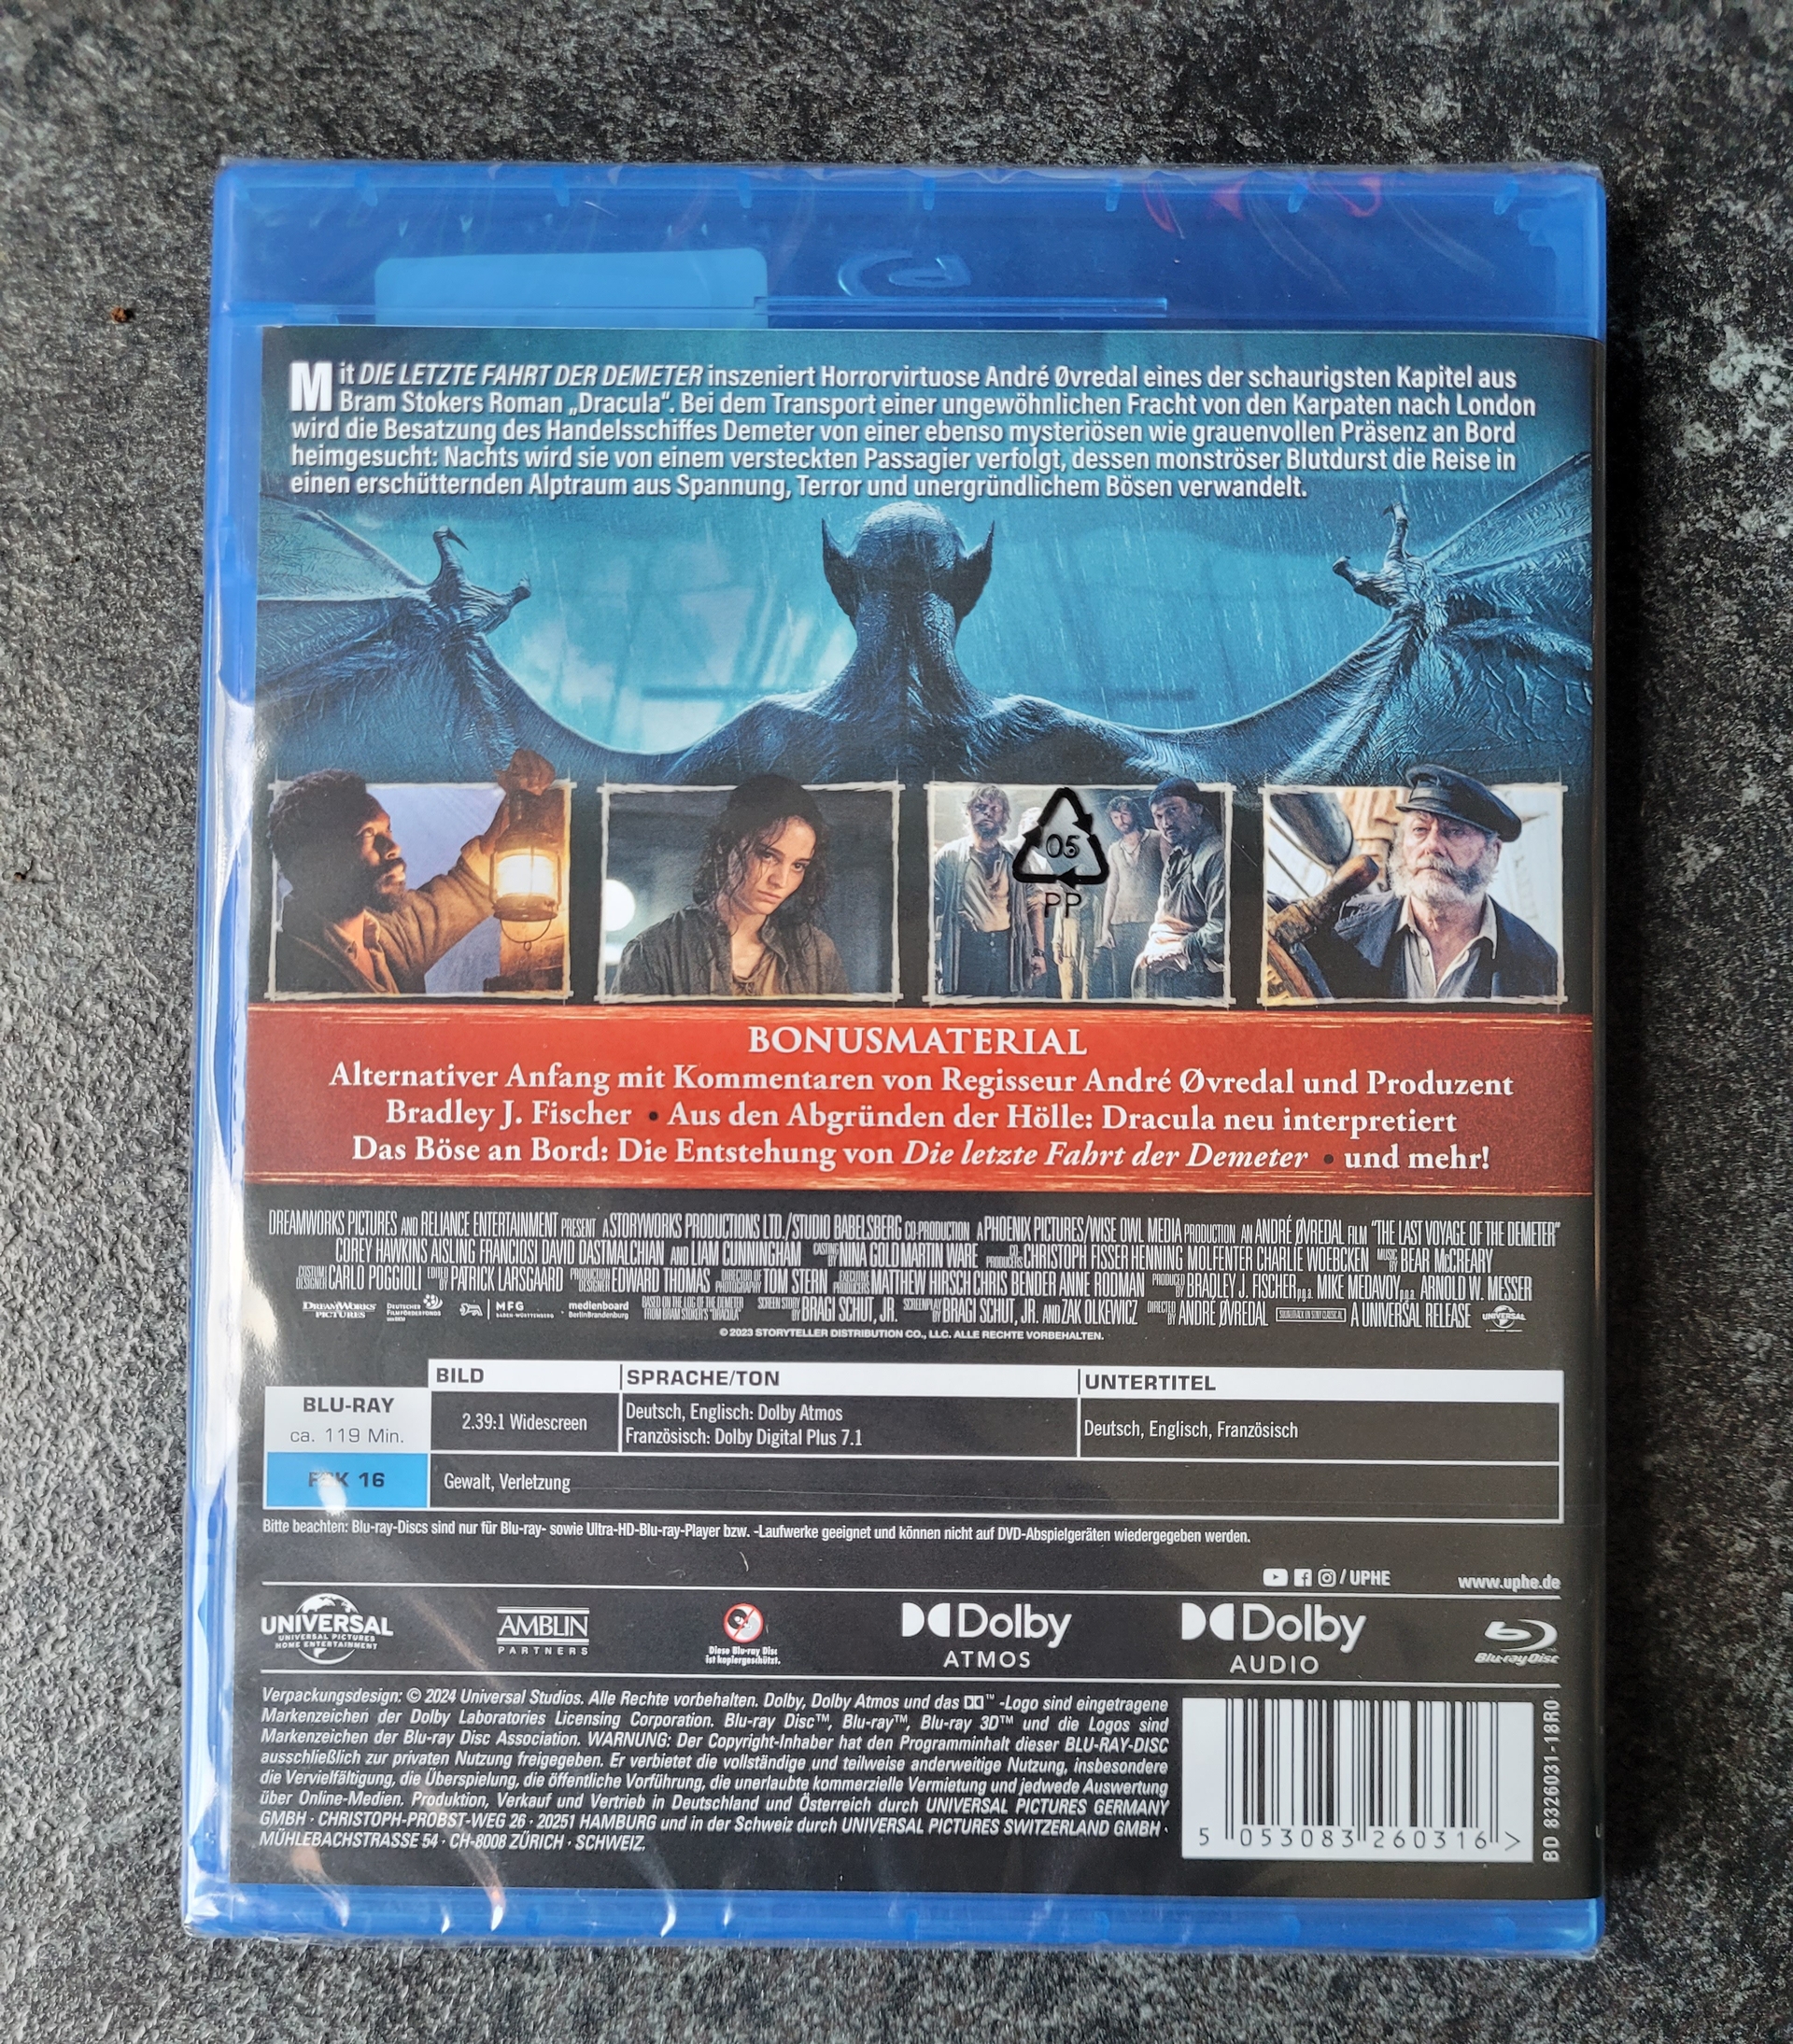 Mit DIE LETZTE FAHRT DER DEMETER inszeniert Horrorvirtuose André Øvredal eines der schaurigsten Kapitel aus
Bram Stokers Roman „Dracula“. Bei dem Transport einer ungewöhnlichen Fracht von den Karpaten nach London
wird die Besatzung des Handelsschiffes Demeter von einer ebenso mysteriösen wie grauenvollen Präsenz an Bord
heimgesucht: Nachts wird sie von einem versteckten Passagier verfolgt, dessen monströser Blutdurst die Reise in
einen erschütternden Alptraum aus Spannung, Terror und unergründlichem Bösen verwandelt.
05
PP
BONUSMATERIAL
Alternativer Anfang mit Kommentaren von Regisseur André Øvredal und Produzent
Bradley J. Fischer • Aus den Abgründen der Hölle: Dracula neu interpretiert
Das Böse an Bord: Die Entstehung von Die letzte Fahrt der Demeter • und mehr!
DREAMWORKS PICTURES AND RELIANCE ENTERTAINMENT PRESENT A STORYWORKS PRODUCTIONS LTD./STUDIO BABELSBERG CO-PRODUCTION A PHOENIX PICTURES/WISE OWL MEDIA PRODUCTION AN ANDRÉ ØVREDAL FILM "THE LAST VOYAGE OF THE DEMETER"
COREY HAWKINS AISLING FRANCIOSI DAVID DASTMALCHIAN AND LIAM CUNNINGHAM CASTING BY NINA GOLD MARTIN WARE CO-PRODUCERS CHRISTOPH FISSER HENNING MOLFENTER CHARLIE WOEBCKEN MUSIC BY BEAR McCREARY
COSTUME DESIGNER CARLO POGGIOLI EDITED BY PATRICK LARSGAARD PRODUCTION DESIGNER EDWARD THOMAS DIRECTOR OF PHOTOGRAPHY TOM STERN EXECUTIVE PRODUCERS MATTHEW HIRSCH CHRIS BENDER ANNE RODMAN PRODUCED BY BRADLEY J. FISCHER p.g.a. MIKE MEDAVOY p.g.a. ARNOLD W. MESSER
DREAMWORKS PICTURES DEUTSCHER FILMFÖRDERFONDS MFG BADEN-WÜRTTEMBERG medienboard BerlinBrandenburg BASED ON THE LOG OF THE DEMETER FROM BRAM STOKER'S "DRACULA" SCREEN STORY BY BRAGI SCHUT, JR. SCREENPLAY BY BRAGI SCHUT, JR. AND ZAK OLKEWICZ DIRECTED BY ANDRÉ ØVREDAL A UNIVERSAL RELEASE UNIVERSAL
© 2023 STORYTELLER DISTRIBUTION CO., LLC. ALLE RECHTE VORBEHALTEN.
BILD SPRACHE/TON UNTERTITEL
BLU-RAY
ca. 119 Min.
2.39:1 Widescreen
Deutsch, Englisch: Dolby Atmos
Französisch: Dolby Digital Plus 7.1
Deutsch, Englisch, Französisch
FSK 16 Gewalt, Verletzung
Bitte beachten: Blu-ray-Discs sind nur für Blu-ray- sowie Ultra-HD-Blu-ray-Player bzw. -Laufwerke geeignet und können nicht auf DVD-Abspielgeräten wiedergegeben werden.
/ UPHE www.uphe.de
UNIVERSAL
UNIVERSAL PICTURES
HOME ENTERTAINMENT
AMBLIN
PARTNERS
Diese Blu-ray Disc
ist kopiergeschützt.
Dolby
ATMOS
Dolby
AUDIO
Blu-ray Disc
Verpackungsdesign: © 2024 Universal Studios. Alle Rechte vorbehalten. Dolby, Dolby Atmos und das ™ -Logo sind eingetragene
Markenzeichen der Dolby Laboratories Licensing Corporation. Blu-ray Disc™, Blu-ray™, Blu-ray 3D™ und die Logos sind
Markenzeichen der Blu-ray Disc Association. WARNUNG: Der Copyright-Inhaber hat den Programminhalt dieser BLU-RAY-DISC
ausschließlich zur privaten Nutzung freigegeben. Er verbietet die vollständige und teilweise anderweitige Nutzung, insbesondere
die Vervielfältigung, die Überspielung, die öffentliche Vorführung, die unerlaubte kommerzielle Vermietung und jedwede Auswertung
über Online-Medien. Produktion, Verkauf und Vertrieb in Deutschland und Österreich durch UNIVERSAL PICTURES GERMANY
GMBH · CHRISTOPH-PROBST-WEG 26 · 20251 HAMBURG und in der Schweiz durch UNIVERSAL PICTURES SWITZERLAND GMBH ·
MÜHLEBACHSTRASSE 54 · CH-8008 ZÜRICH · SCHWEIZ.
5 053083 260316 >
BD 8326031-18R0